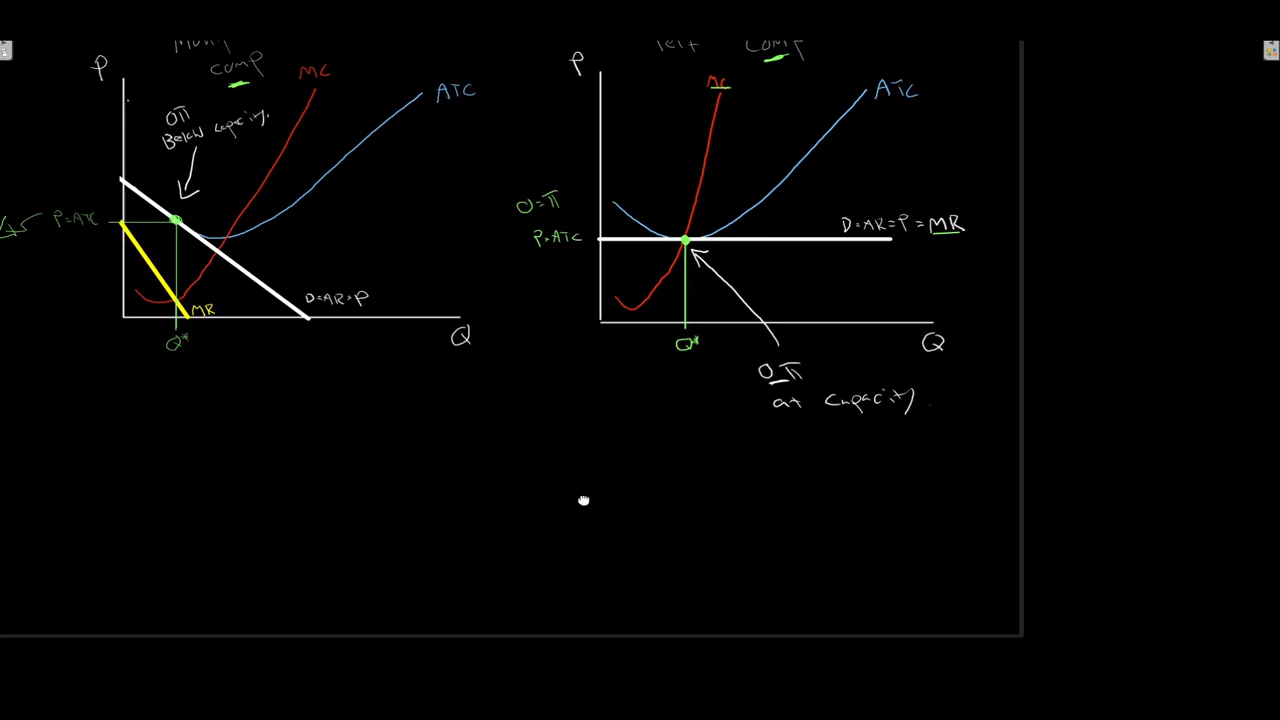 comp
P
MC
ATC
0π
Below capacity.
P=ATC
D=AR=P
MR
Q*
Q
comp
P
MC
ATC
0=π
P=ATC
D=AR=P=MR
Q*
Q
0π
at capacity